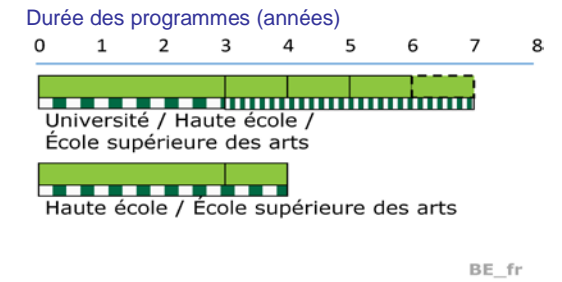 Durée des programmes (années)
0 1 2 3 4 5 6 7 8
Université / Haute école /
École supérieure des arts
Haute école / École supérieure des arts
BE_fr